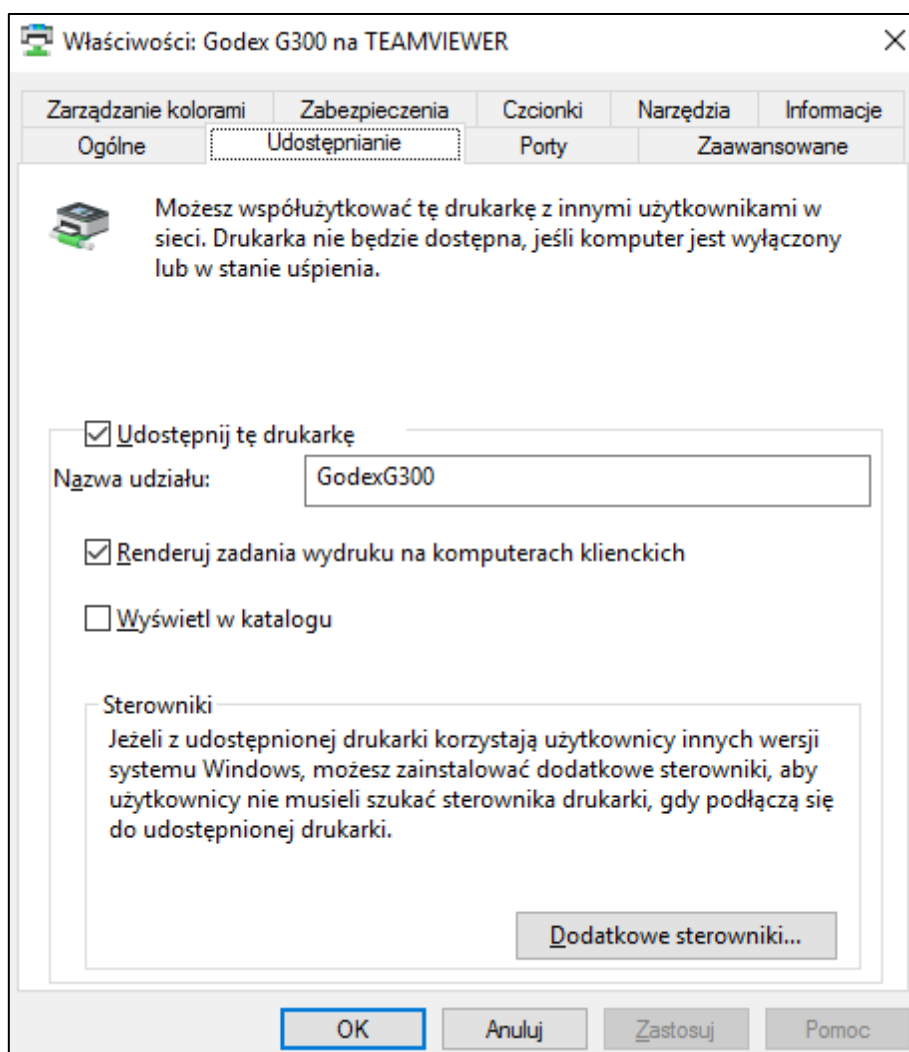 Właściwości: Godex G300 na TEAMVIEWER
Zarządzanie kolorami Zabezpieczenia Czcionki Narzędzia Informacje
Ogólne Udostępnianie Porty Zaawansowane
Możesz współużytkować tę drukarkę z innymi użytkownikami w
sieci. Drukarka nie będzie dostępna, jeśli komputer jest wyłączony
lub w stanie uśpienia.
Udostępnij tę drukarkę
Nazwa udziału: GodexG300
Renderuj zadania wydruku na komputerach klienckich
Wyświetl w katalogu
Sterowniki
Jeżeli z udostępnionej drukarki korzystają użytkownicy innych wersji
systemu Windows, możesz zainstalować dodatkowe sterowniki, aby
użytkownicy nie musieli szukać sterownika drukarki, gdy podłączą się
do udostępnionej drukarki.
Dodatkowe sterowniki...
OK Anuluj Zastosuj Pomoc